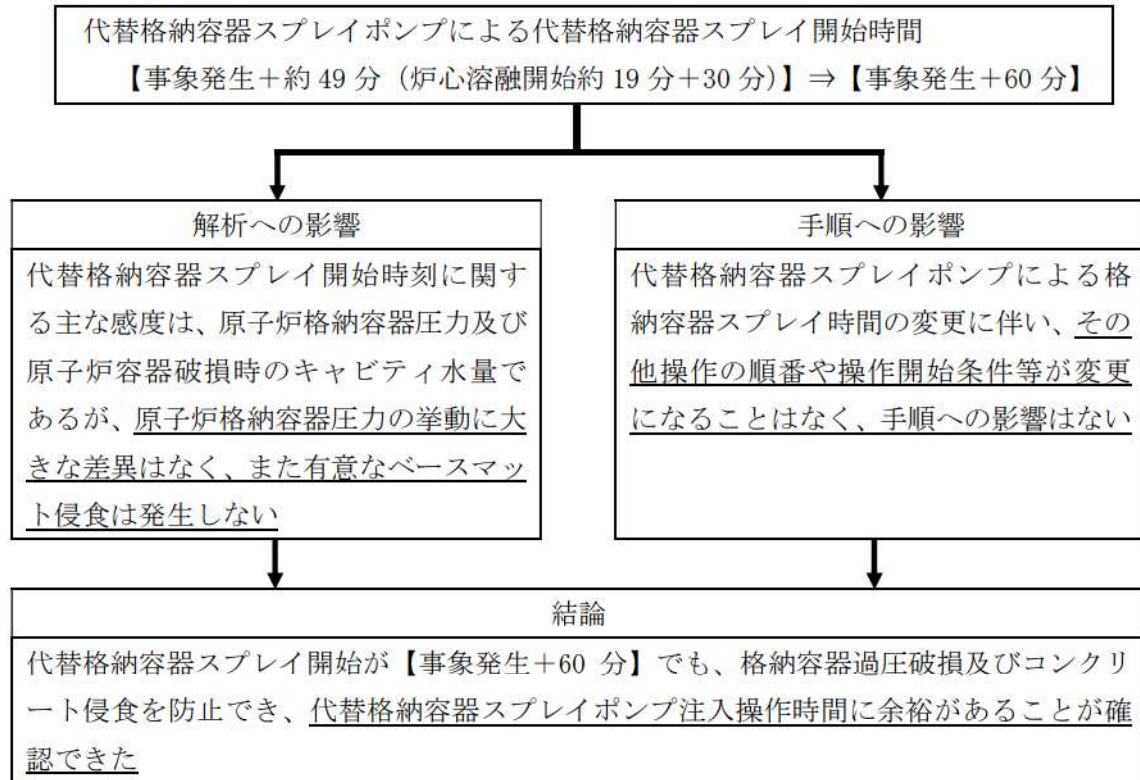 代替格納容器スプレイポンプによる代替格納容器スプレイ開始時間
【事象発生+約 49 分（炉心溶融開始約 19 分+30 分）】⇒【事象発生+60 分】
解析への影響
代替格納容器スプレイ開始時刻に関す
る主な感度は、原子炉格納容器圧力及び
原子炉容器破損時のキャビティ水量で
あるが、原子炉格納容器圧力の挙動に大
きな差異はなく、また有意なベースマッ
ト侵食は発生しない
手順への影響
代替格納容器スプレイポンプによる格
納容器スプレイ時間の変更に伴い、その
他操作の順番や操作開始条件等が変更
になることはなく、手順への影響はない
結論
代替格納容器スプレイ開始が【事象発生+60 分】でも、格納容器過圧破損及びコンクリ
ート侵食を防止でき、代替格納容器スプレイポンプ注入操作時間に余裕があることが確
認できた